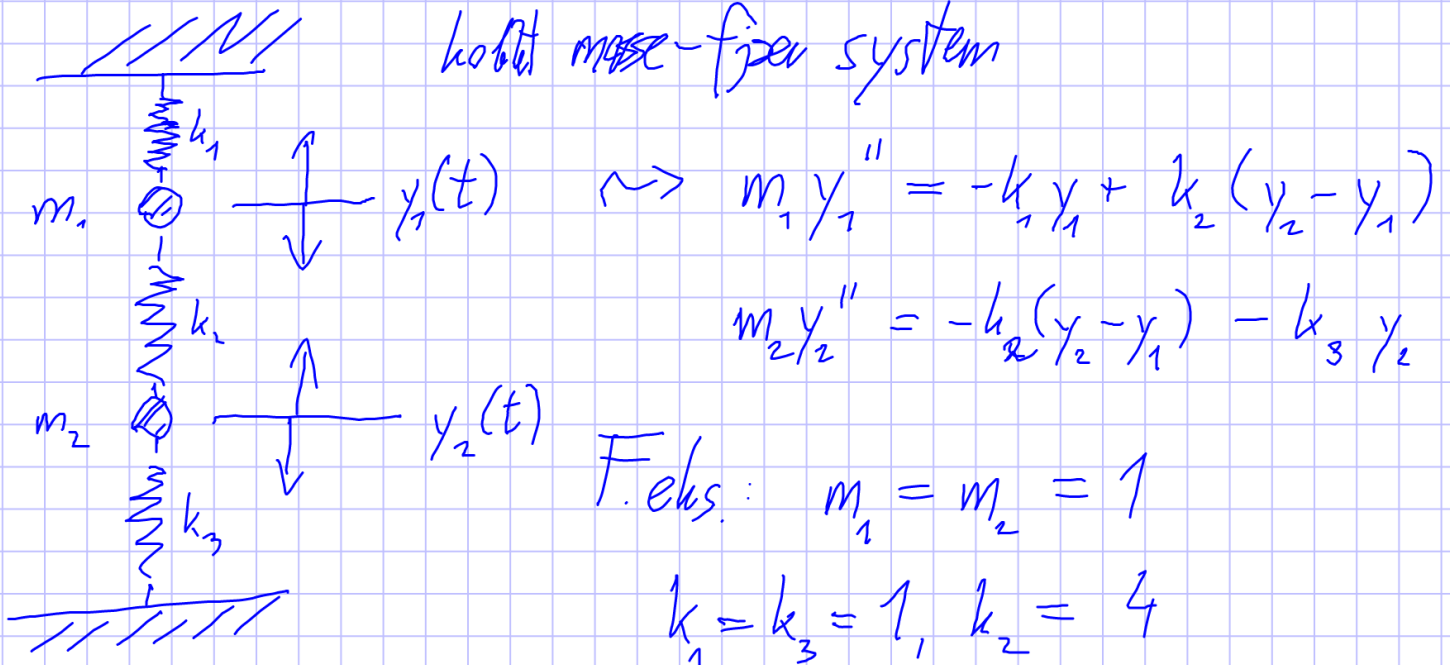 koblt masse-fjær system
k₁
m₁ y₁(t) ⇝ m₁y₁'' = -k₁y₁ + k₂(y₂ - y₁)
k₂ m₂y₂'' = -k₂(y₂ - y₁) - k₃y₂
m₂ y₂(t)
F.eks.: m₁ = m₂ = 1
k₃
k₁ = k₃ = 1, k₂ = 4